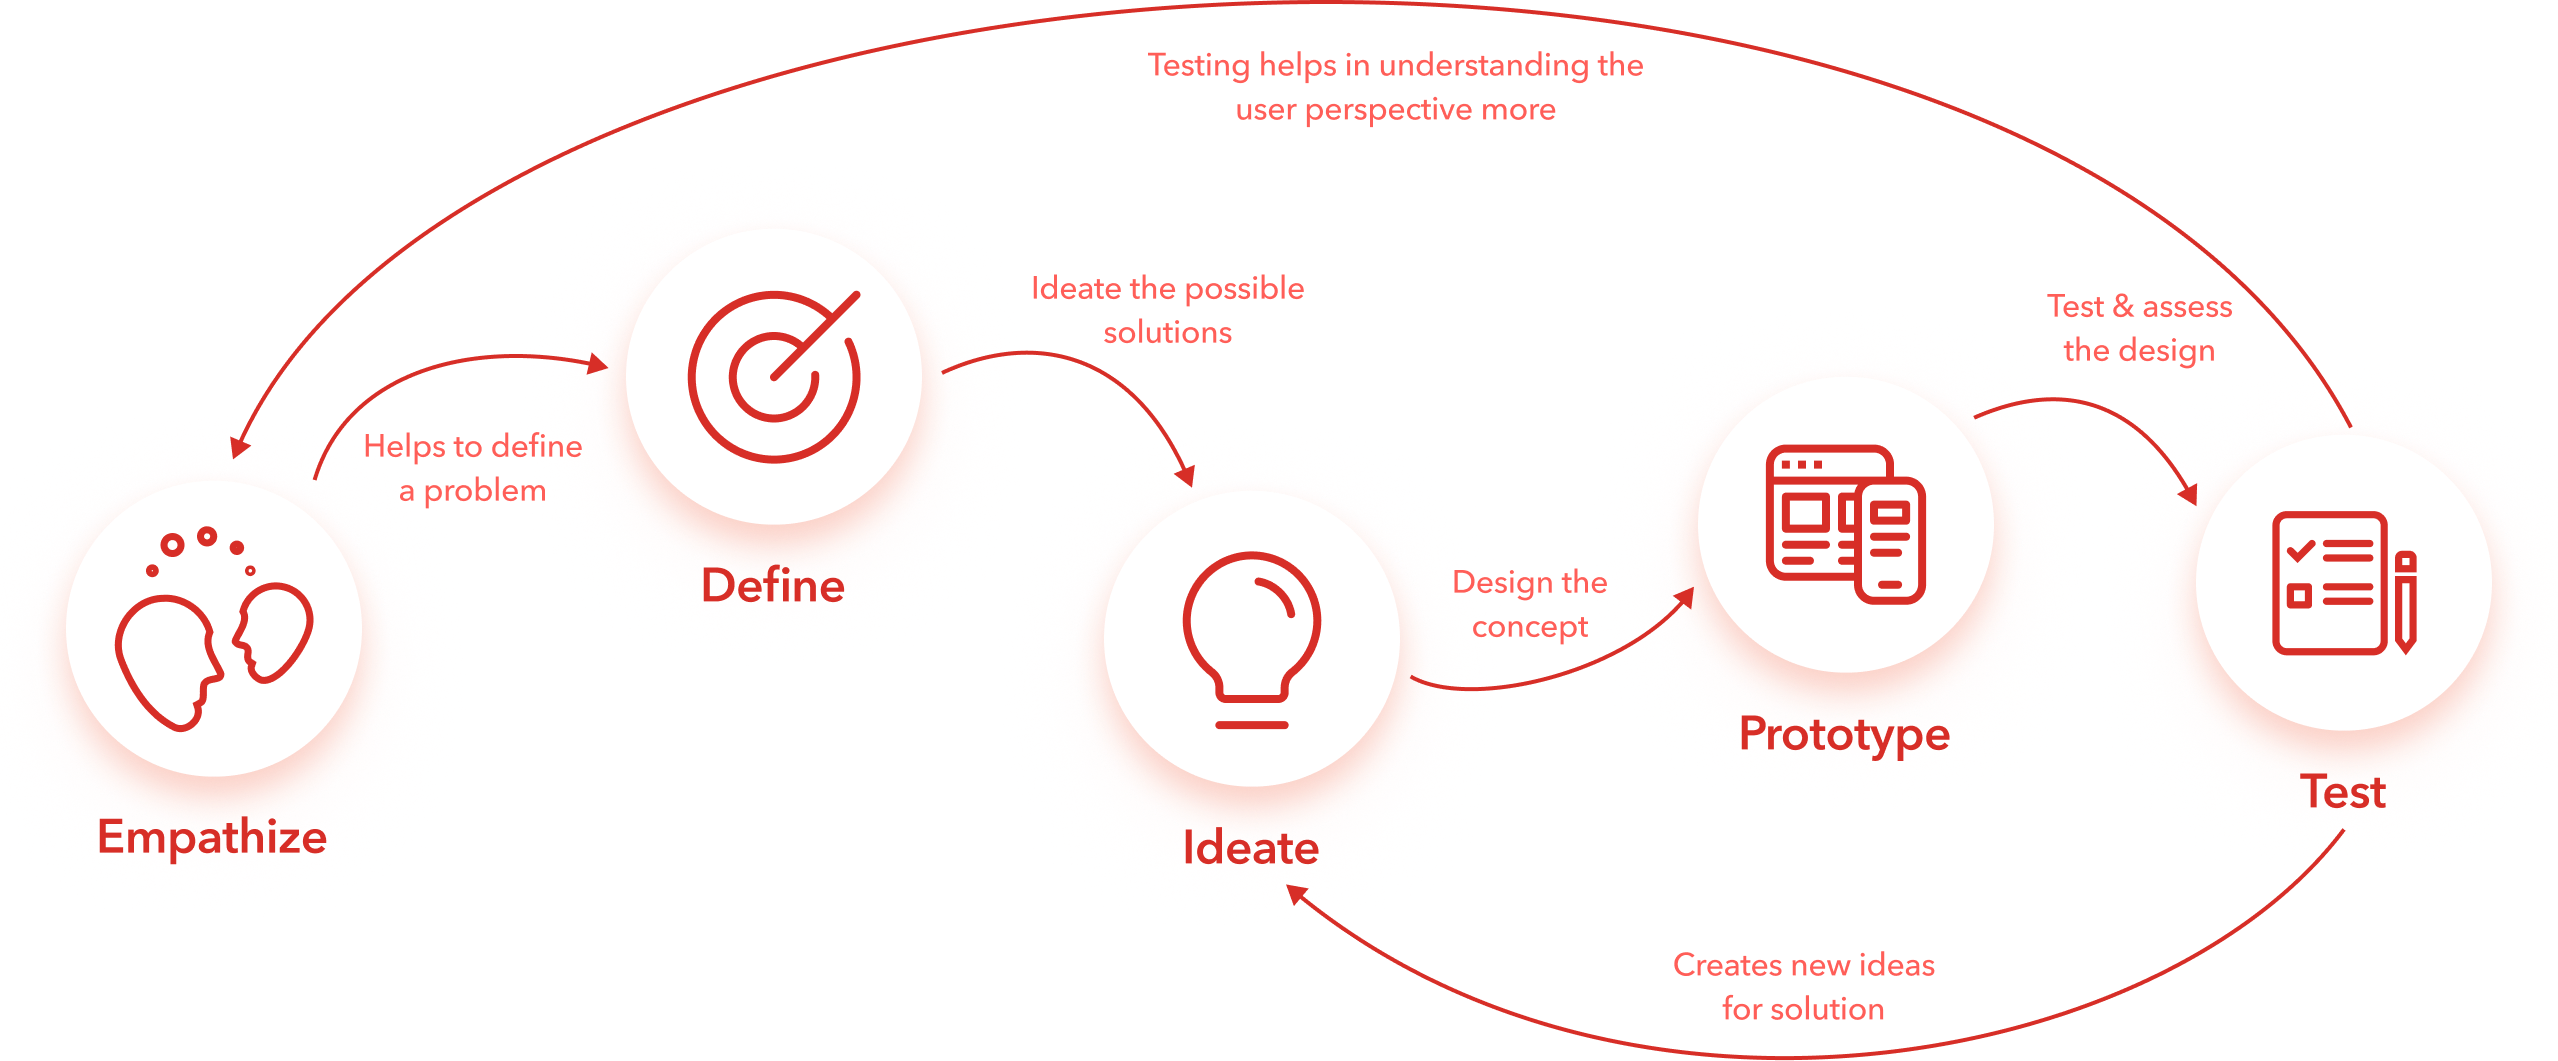 Testing helps in understanding the
user perspective more
Helps to define
a problem
Ideate the possible
solutions
Design the
concept
Test & assess
the design
Empathize
Define
Ideate
Prototype
Test
Creates new ideas
for solution